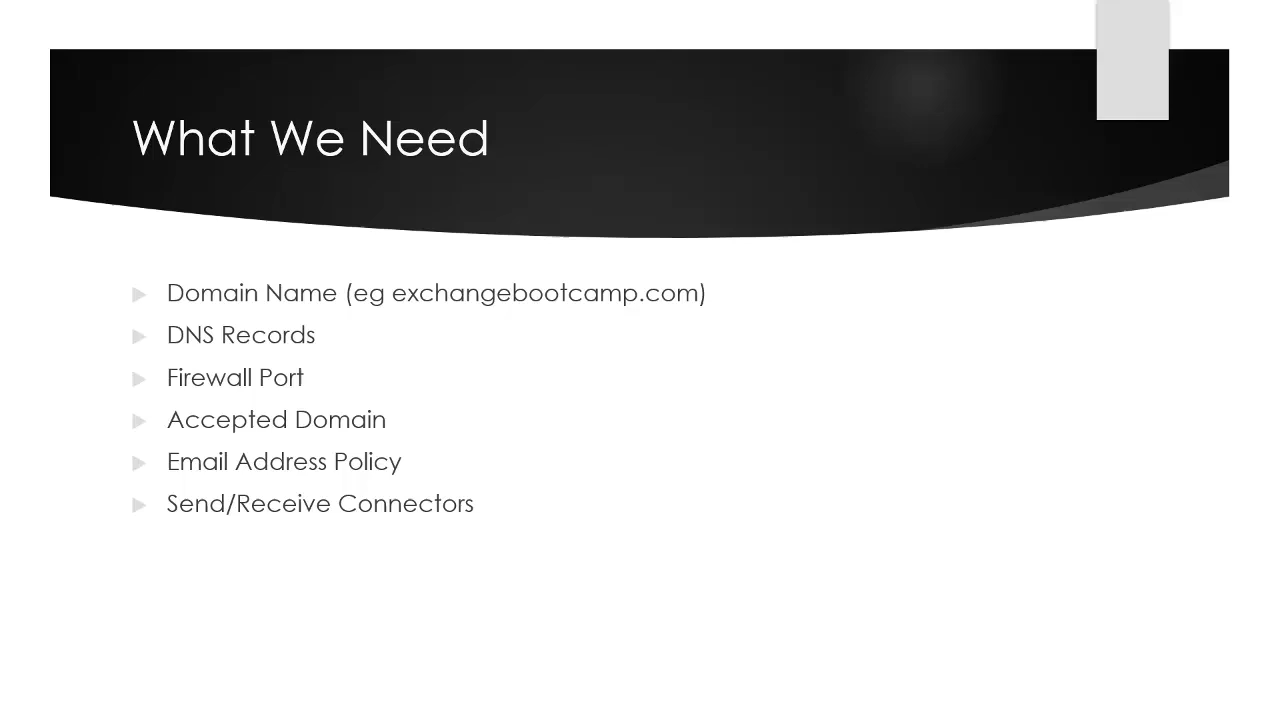 What We Need
Domain Name (eg exchangebootcamp.com)
DNS Records
Firewall Port
Accepted Domain
Email Address Policy
Send/Receive Connectors